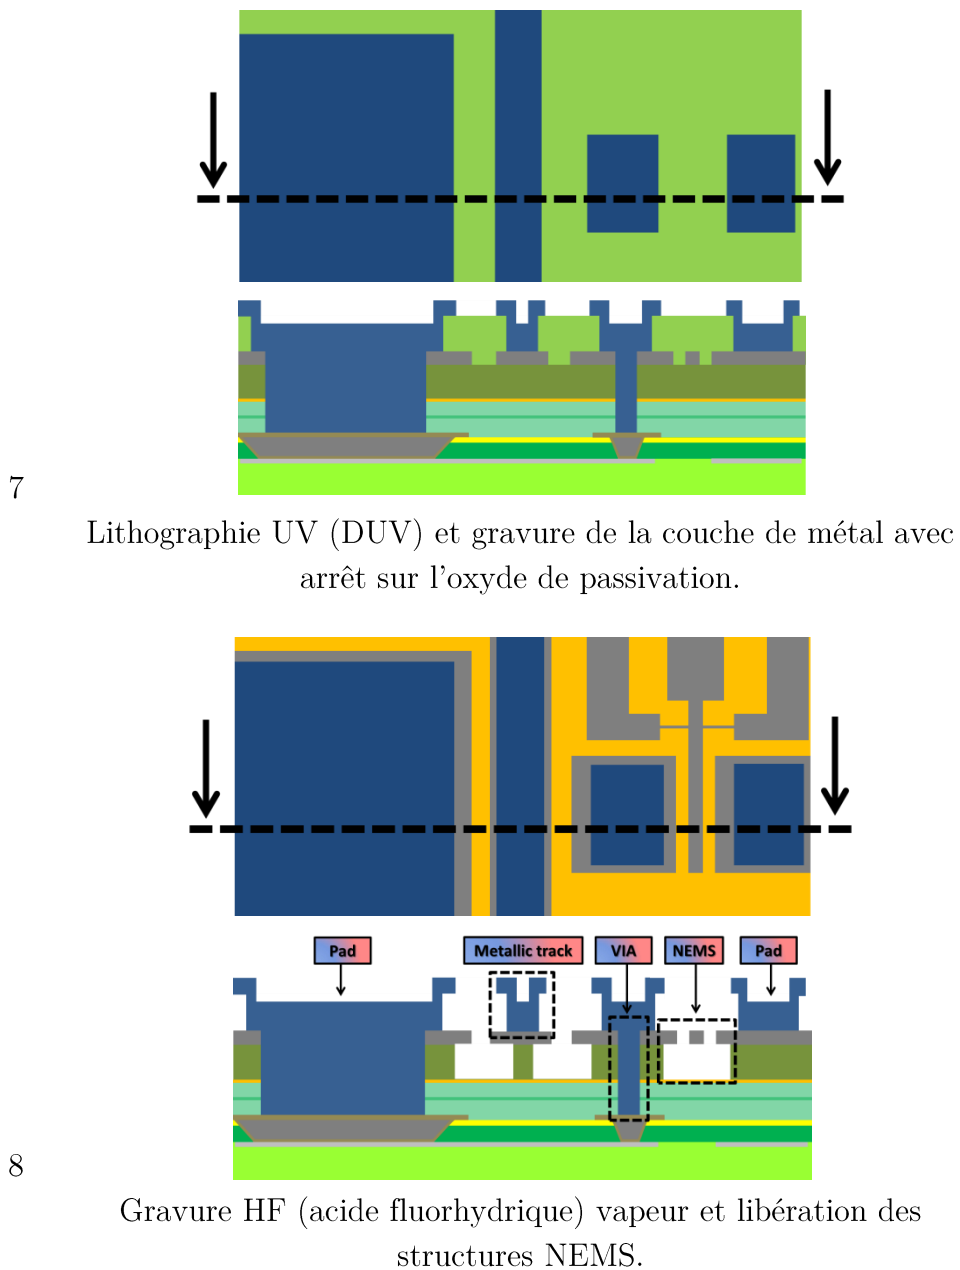 7
Lithographie UV (DUV) et gravure de la couche de métal avec
arrêt sur l'oxyde de passivation.
Pad
Metallic track
VIA
NEMS
Pad
8
Gravure HF (acide fluorhydrique) vapeur et libération des
structures NEMS.